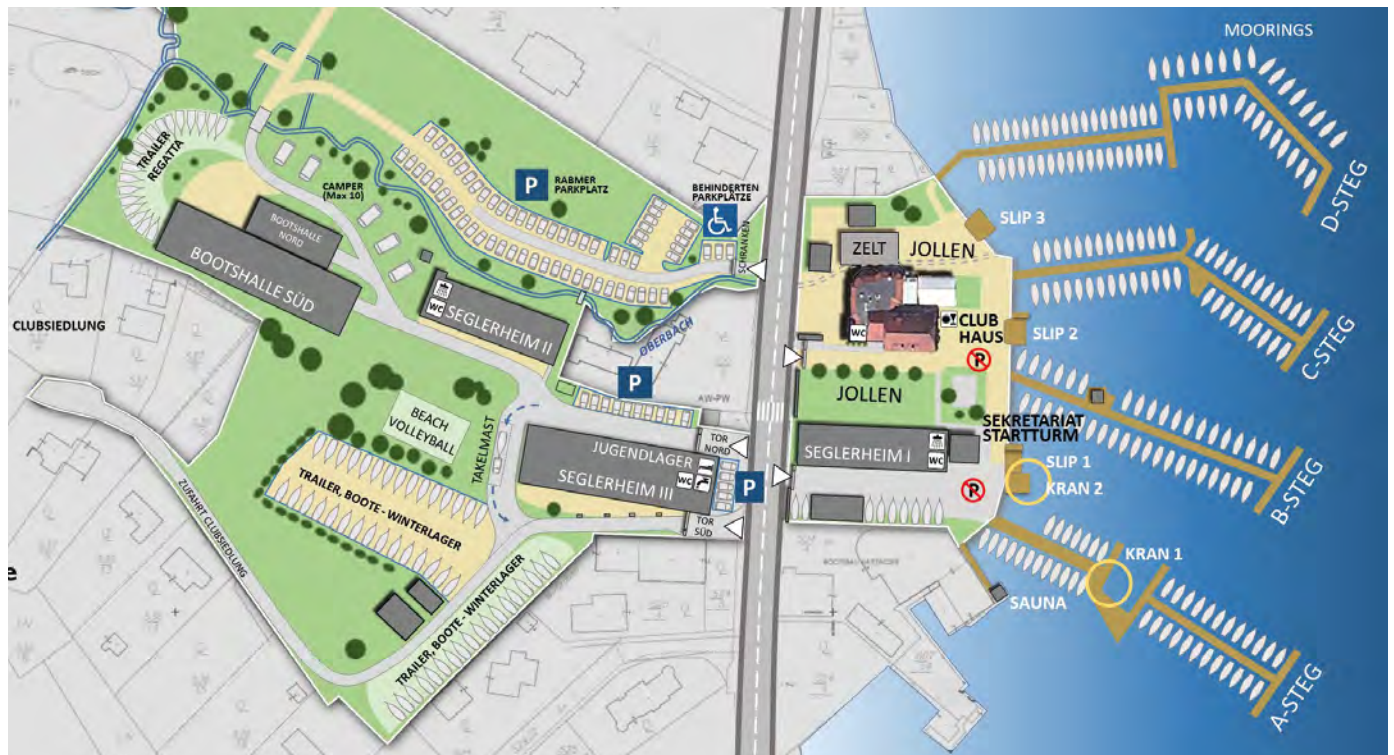 MOORINGS
D-STEG
TRAILER
REGATTA
CAMPER
(Max 10)
P
RABMER
PARKPLATZ
BEHINDERTEN
PARKPLÄTZE
SCHRANKEN
SLIP 3
ZELT
JOLLEN
BOOTSHALLE
NORD
BOOTSHALLE SÜD
WC
SEGLERHEIM II
OBERBACH
CLUBSIEDLUNG
WC
CLUB
HAUS
SLIP 2
C-STEG
P
P
JOLLEN
AW-PW
BEACH
VOLLEYBALL
TAKELMAST
TOR
NORD
JUGENDLAGER
SEGLERHEIM III
WC
P
TOR
SÜD
SEKRETARIAT
STARTTURM
SEGLERHEIM I
WC
SLIP 1
KRAN 2
P
B-STEG
ZUFAHRT CLUBSIEDLUNG
TRAILER, BOOTE - WINTERLAGER
TRAILER, BOOTE - WINTERLAGER
e
KRAN 1
SAUNA
A-STEG